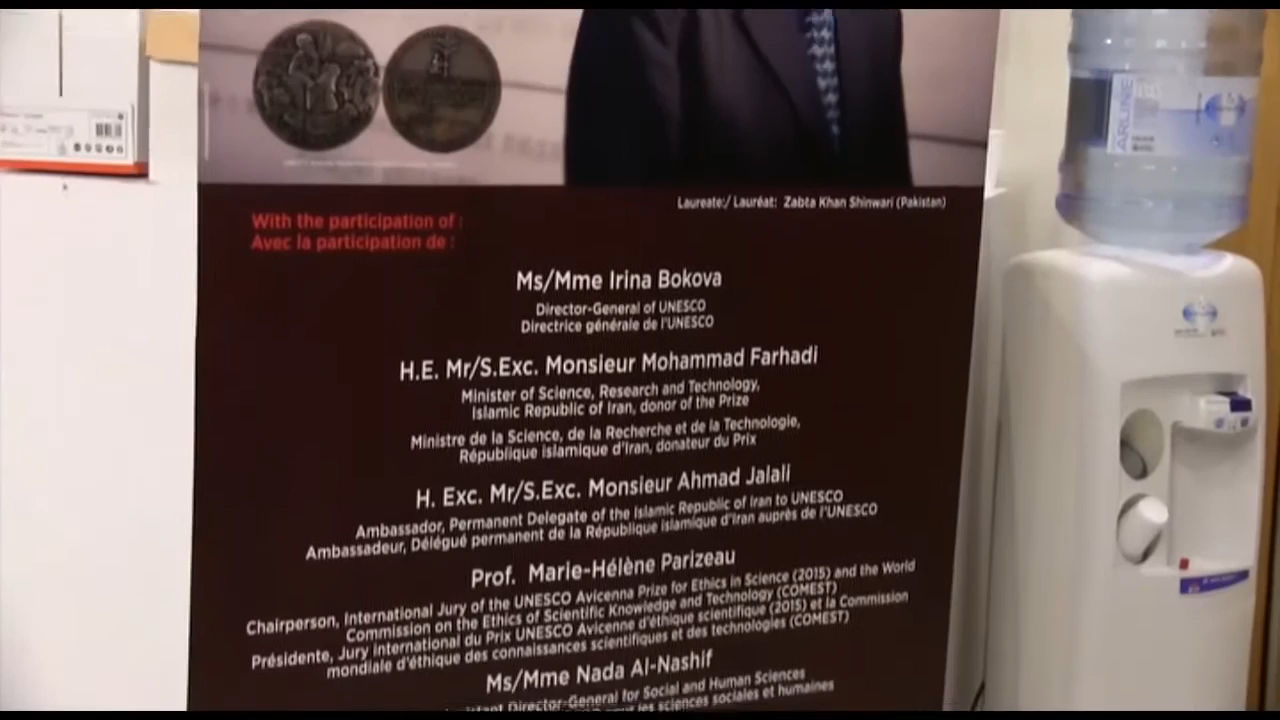 Laureate:/ Lauréat: Zabta Khan Shinwari (Pakistan)
With the participation of :
Avec la participation de :
Ms/Mme Irina Bokova
Director-General of UNESCO
Directrice générale de l'UNESCO
H.E. Mr/S.Exc. Monsieur Mohammad Farhadi
Minister of Science, Research and Technology,
Islamic Republic of Iran, donor of the Prize
Ministre de la Science, de la Recherche et de la Technologie,
République islamique d'Iran, donateur du Prix
H. Exc. Mr/S.Exc. Monsieur Ahmad Jalali
Ambassador, Permanent Delegate of the Islamic Republic of Iran to UNESCO
Ambassadeur, Délégué permanent de la République islamique d'Iran auprès de l'UNESCO
Prof. Marie-Hélène Parizeau
Chairperson, International Jury of the UNESCO Avicenna Prize for Ethics in Science (2015) and the World
Commission on the Ethics of Scientific Knowledge and Technology (COMEST)
Présidente, Jury international du Prix UNESCO Avicenne d'éthique scientifique (2015) et la Commission
mondiale d'éthique des connaissances scientifiques et des technologies (COMEST)
Ms/Mme Nada Al-Nashif
Director-General for Social and Human Sciences
les sciences sociales et humaines